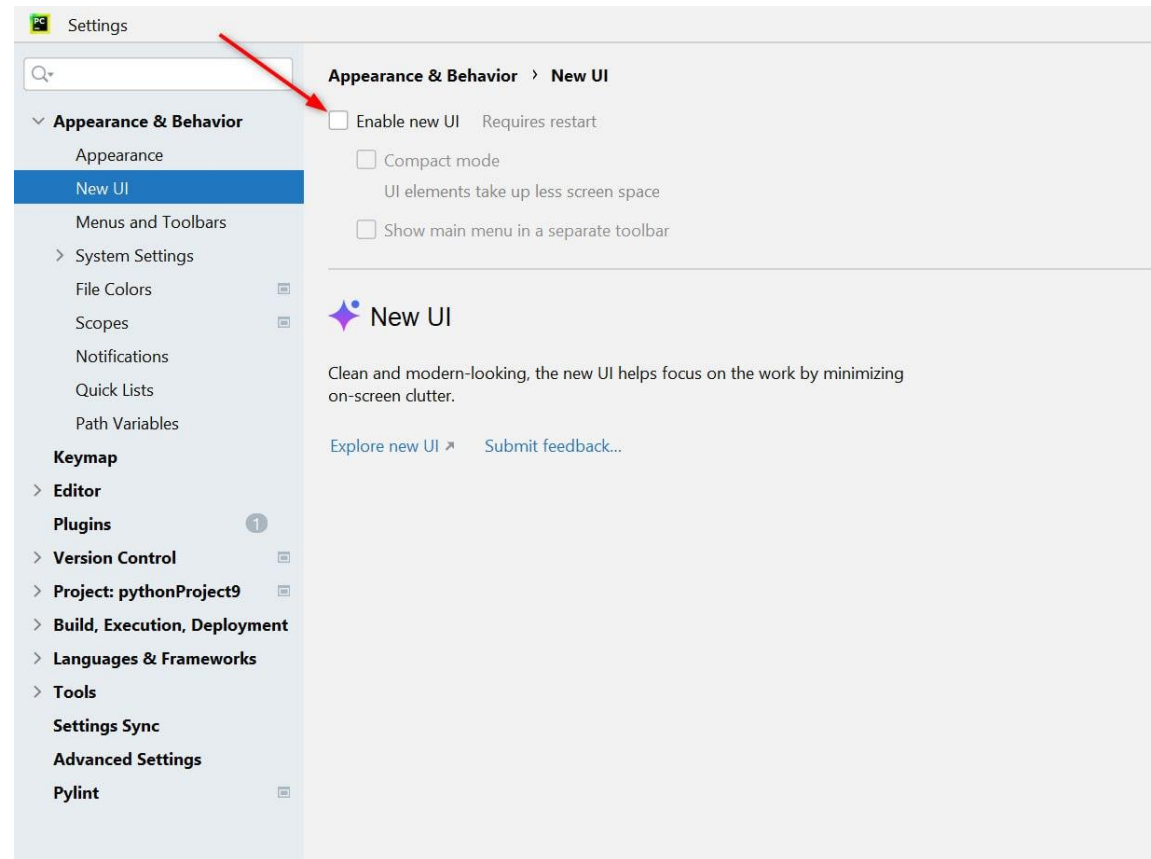 PC
Settings
Appearance & Behavior
Appearance
New UI
Menus and Toolbars
System Settings
File Colors
Scopes
Notifications
Quick Lists
Path Variables
Keymap
Editor
Plugins 1
Version Control
Project: pythonProject9
Build, Execution, Deployment
Languages & Frameworks
Tools
Settings Sync
Advanced Settings
Pylint
Appearance & Behavior › New UI
Enable new UI Requires restart
Compact mode
UI elements take up less screen space
Show main menu in a separate toolbar
New UI
Clean and modern-looking, the new UI helps focus on the work by minimizing
on-screen clutter.
Explore new UI Submit feedback...